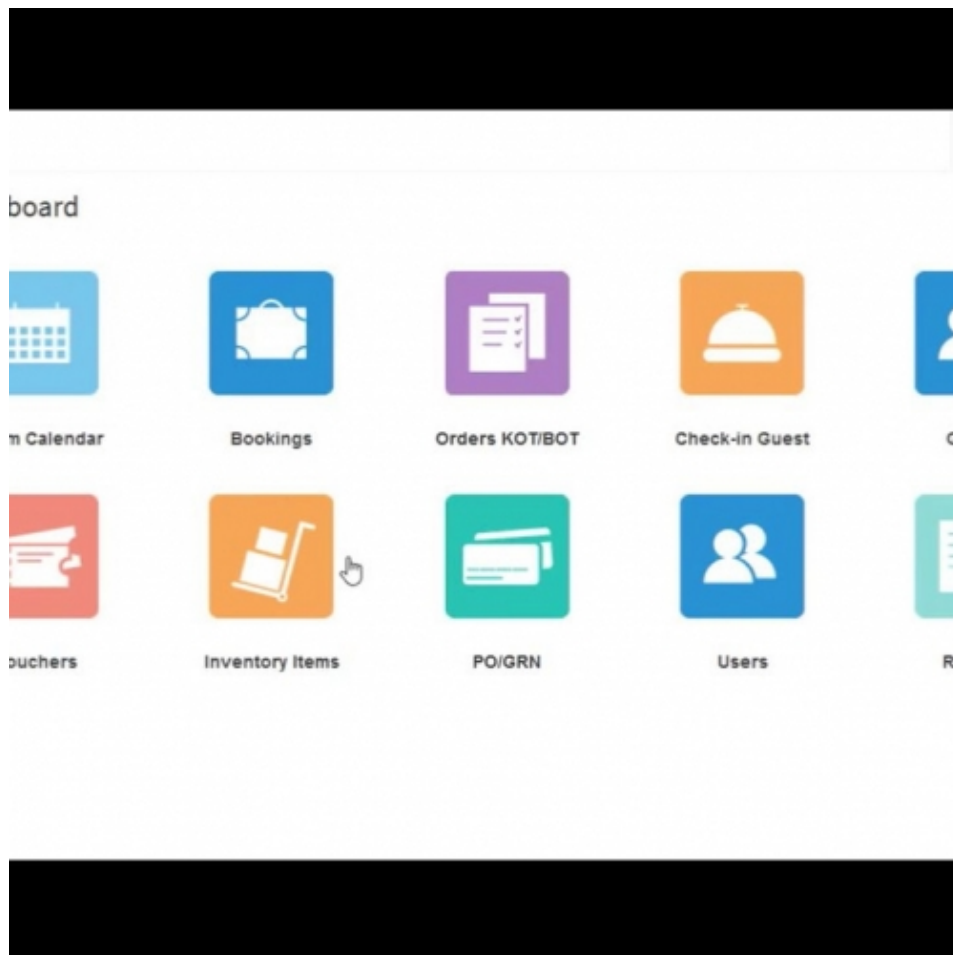 board
m Calendar
Bookings
Orders KOT/BOT
Check-in Guest
ouchers
Inventory Items
PO/GRN
Users
R